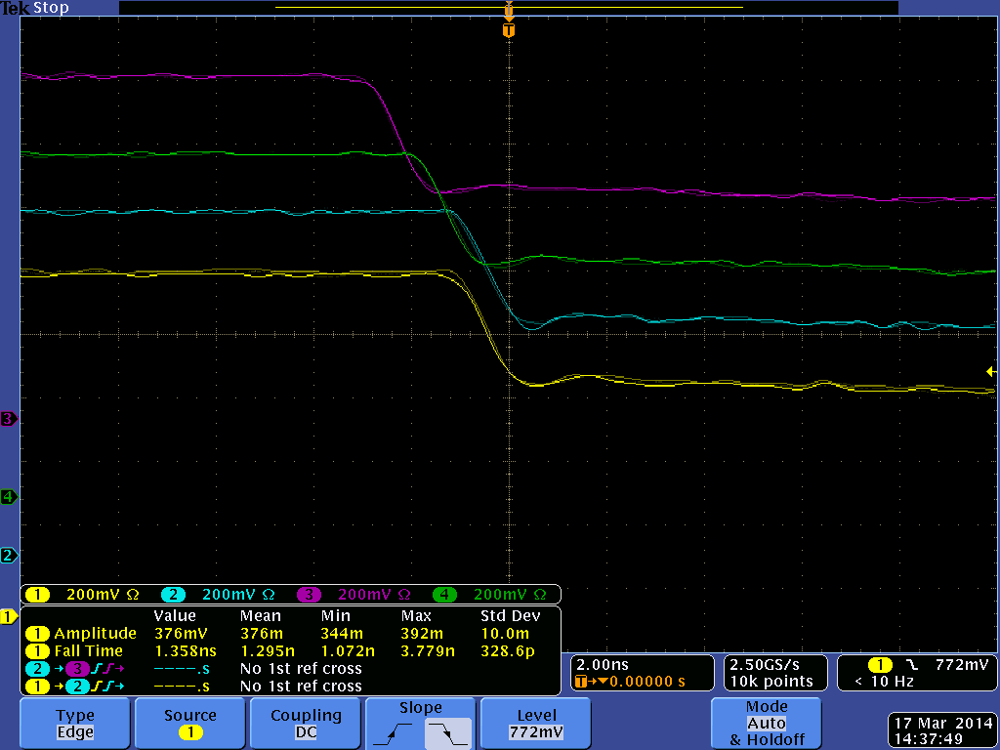 Tek Stop
T
T
3
4
2
1
1 200mV Ω 2 200mV Ω 3 200mV Ω 4 200mV Ω
Value Mean Min Max Std Dev
1 Amplitude 376mV 376m 344m 392m 10.0m
1 Fall Time 1.358ns 1.295n 1.072n 3.779n 328.6p
2 → 3 ----.s No 1st ref cross
1 → 2 ----.s No 1st ref cross
2.00ns
T→▼0.00000 s
2.50GS/s
10k points
1 772mV
< 10 Hz
Type
Edge
Source
1
Coupling
DC
Slope
Level
772mV
Mode
Auto
& Holdoff
17 Mar 2014
14:37:49